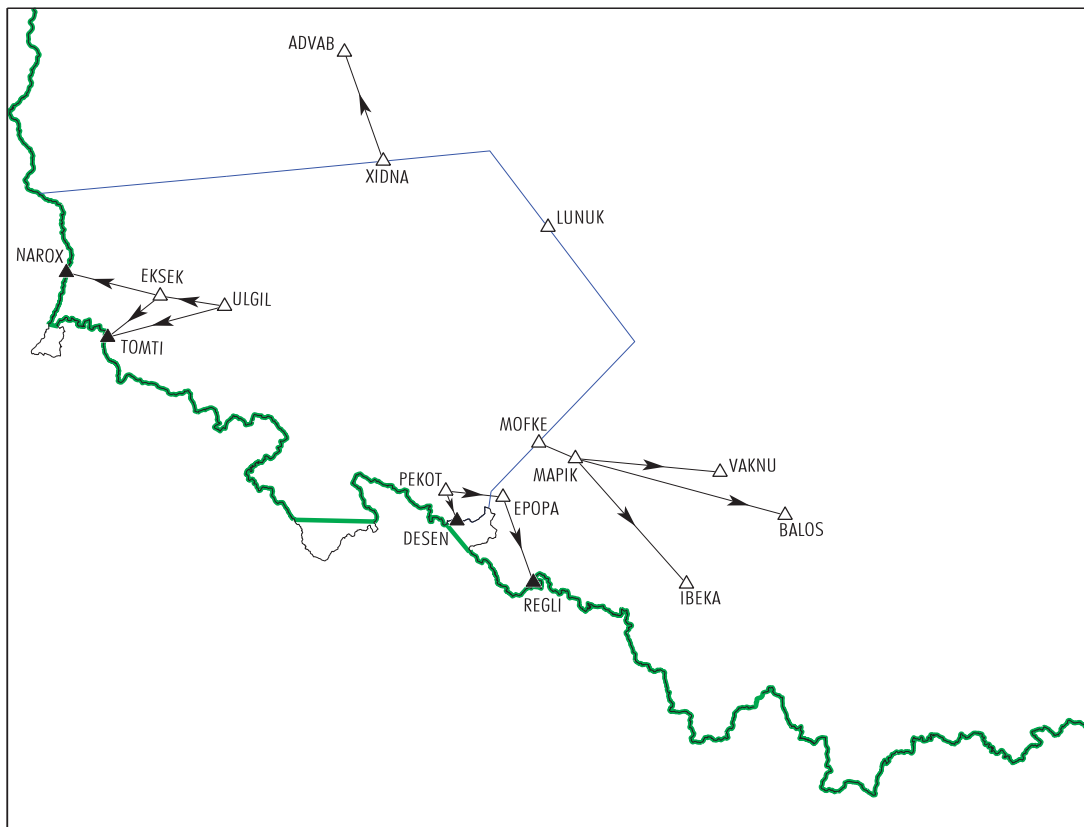 ADVAB
XIDNA
LUNUK
NAROX
EKSEK
ULGIL
TOMTI
MOFKE
MAPIK
VAKNU
PEKOT
EPOPA
BALOS
DESEN
IBEKA
REGLI